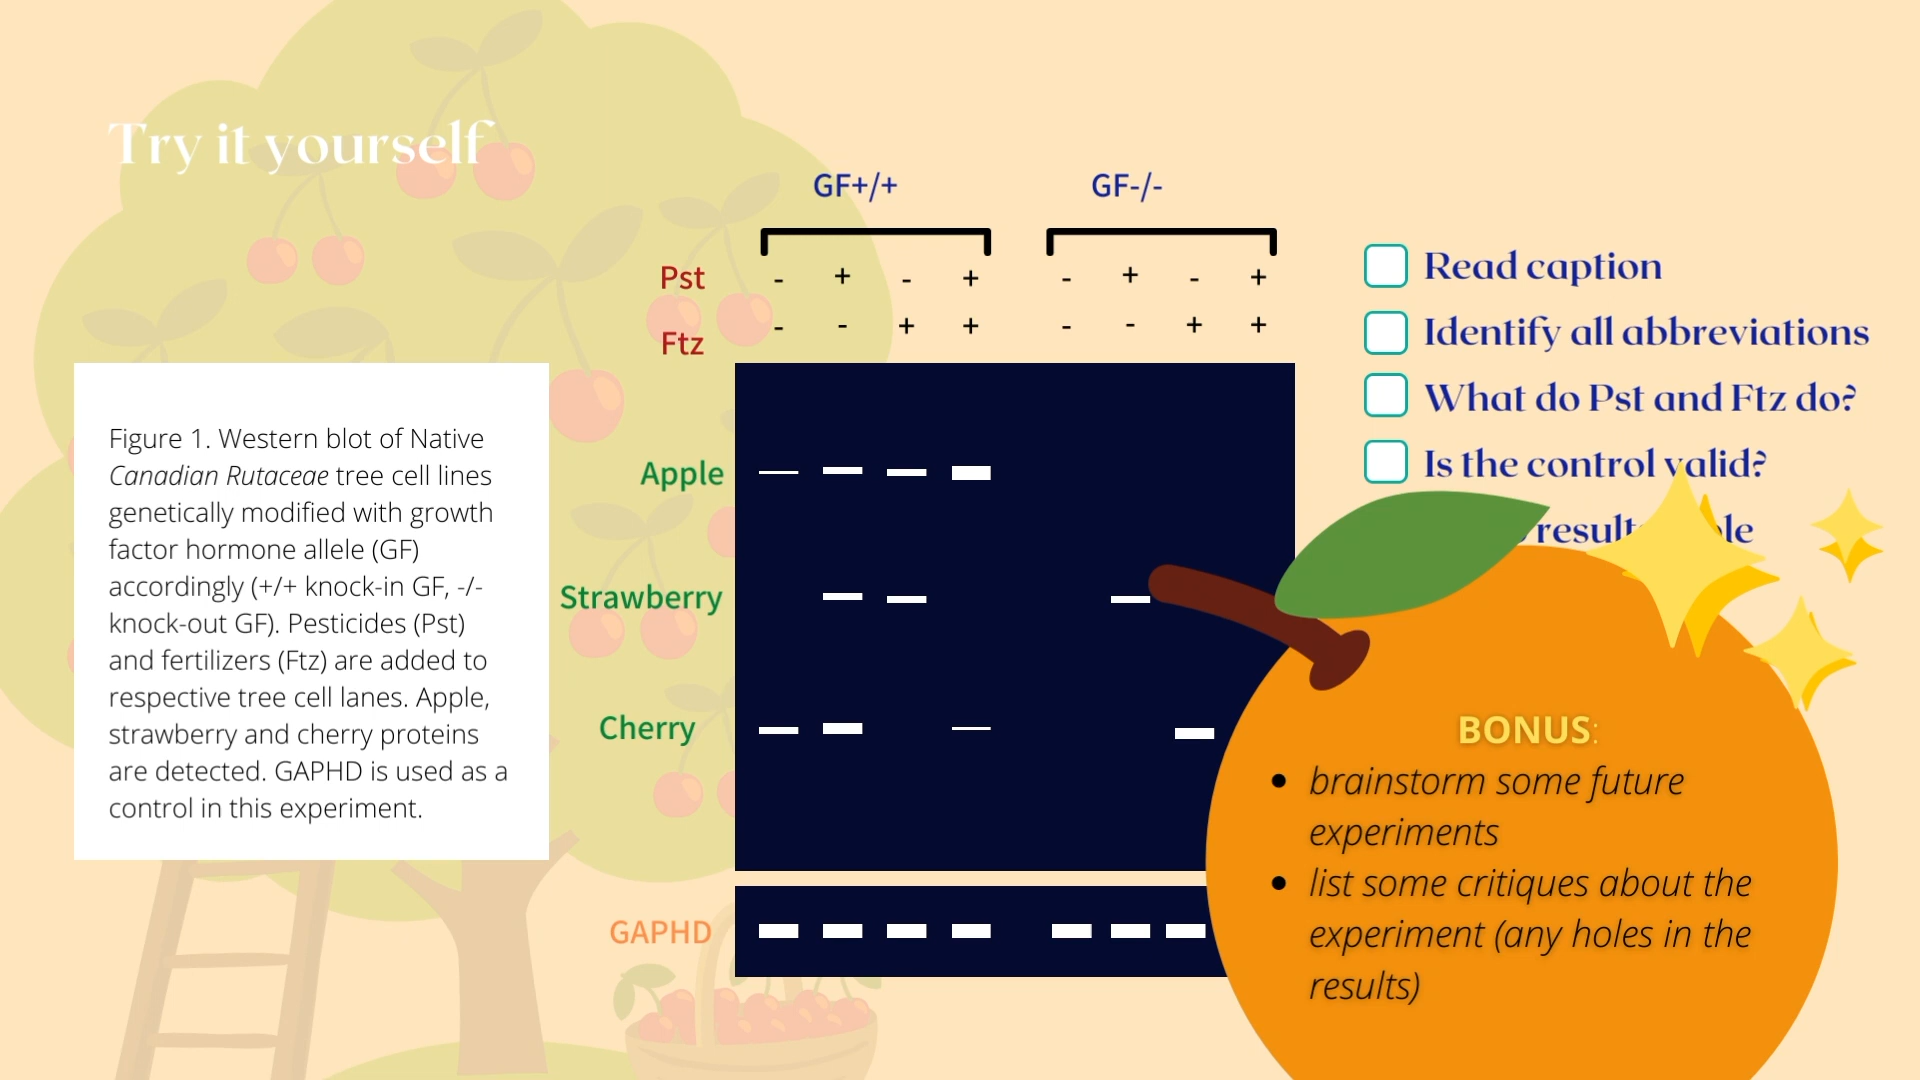 Try it yourself
GF+/+ GF-/-
Pst - + - + - + - +
Ftz - - + + - - + +
Apple
Strawberry
Cherry
GAPHD
Figure 1. Western blot of Native
Canadian Rutaceae tree cell lines
genetically modified with growth
factor hormone allele (GF)
accordingly (+/+ knock-in GF, -/-
knock-out GF). Pesticides (Pst)
and fertilizers (Ftz) are added to
respective tree cell lanes. Apple,
strawberry and cherry proteins
are detected. GAPHD is used as a
control in this experiment.
Read caption
Identify all abbreviations
What do Pst and Ftz do?
Is the control valid?
BONUS:
brainstorm some future
experiments
list some critiques about the
experiment (any holes in the
results)